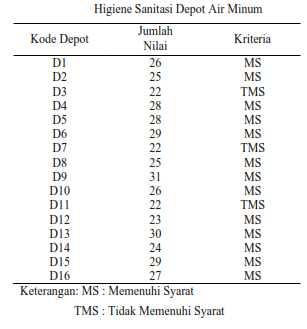 Higiene Sanitasi Depot Air Minum
Kode Depot Jumlah Nilai Kriteria
D1 26 MS
D2 25 MS
D3 22 TMS
D4 28 MS
D5 28 MS
D6 29 MS
D7 22 TMS
D8 25 MS
D9 31 MS
D10 26 MS
D11 22 TMS
D12 23 MS
D13 30 MS
D14 24 MS
D15 29 MS
D16 27 MS
Keterangan: MS : Memenuhi Syarat
TMS : Tidak Memenuhi Syarat